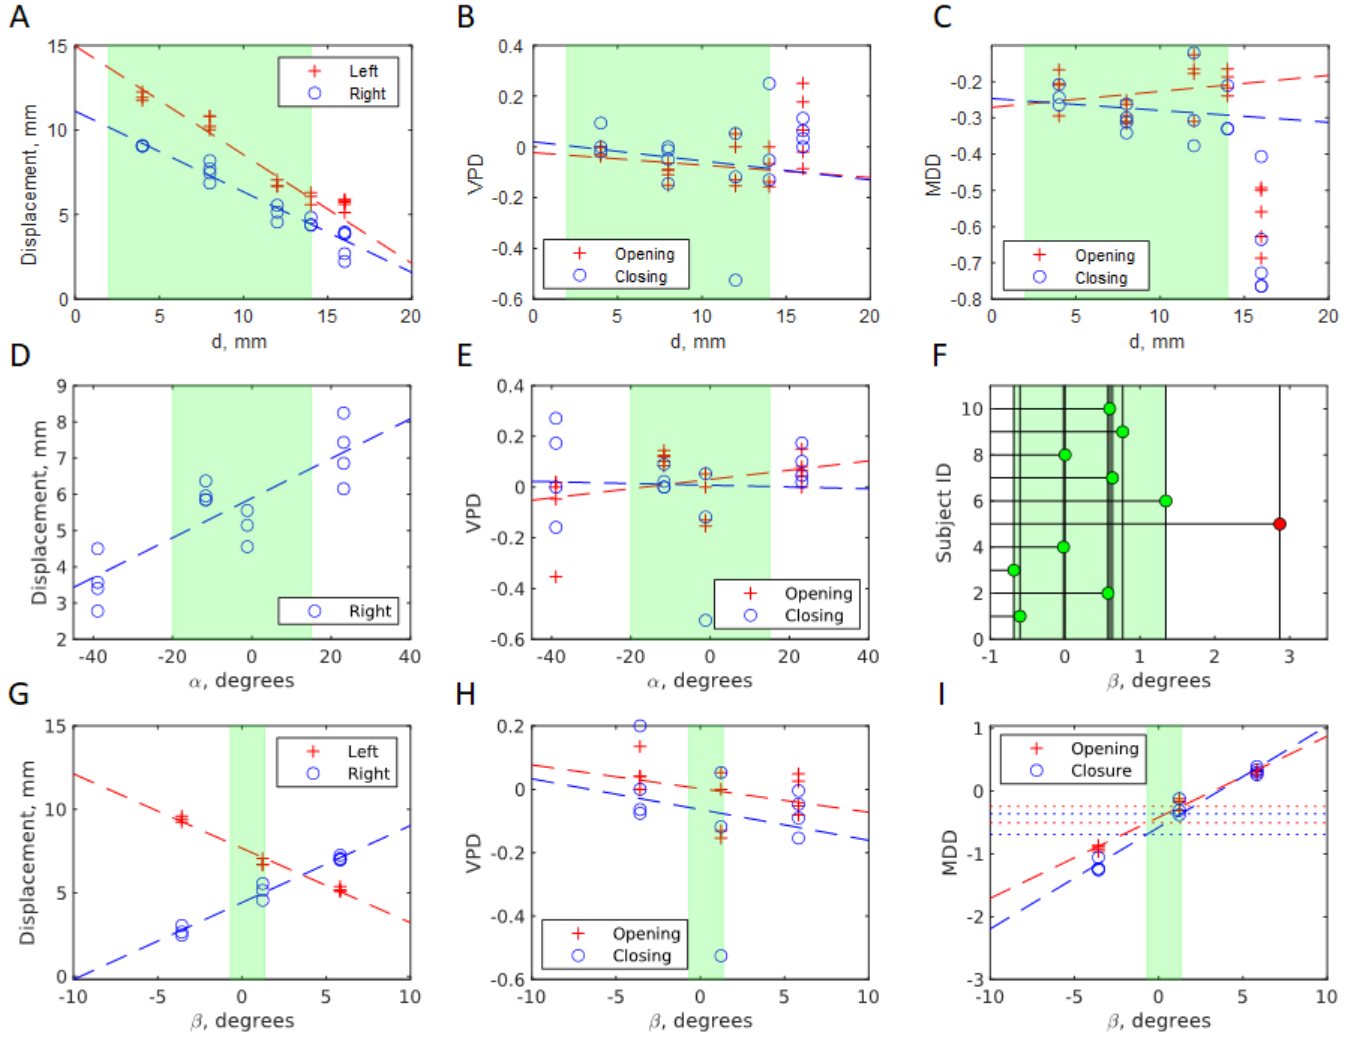 A
15
10
5
0
Displacement, mm
Left
Right
0 5 10 15 20
d, mm
B
0.4
0.2
0
-0.2
-0.4
-0.6
VPD
Opening
Closing
0 5 10 15 20
d, mm
C
-0.2
-0.3
-0.4
-0.5
-0.6
-0.7
-0.8
MDD
Opening
Closing
0 5 10 15 20
d, mm
D
9
8
7
6
5
4
3
2
Displacement, mm
Right
-40 -20 0 20 40
α, degrees
E
0.4
0.2
0
-0.2
-0.4
-0.6
VPD
Opening
Closing
-40 -20 0 20 40
α, degrees
F
10
8
6
4
2
0
Subject ID
-1 0 1 2 3
β, degrees
G
15
10
5
0
Displacement, mm
Left
Right
-10 -5 0 5 10
β, degrees
H
0.2
0
-0.2
-0.4
-0.6
VPD
Opening
Closing
-10 -5 0 5 10
β, degrees
I
1
0
-1
-2
-3
MDD
Opening
Closure
-10 -5 0 5 10
β, degrees